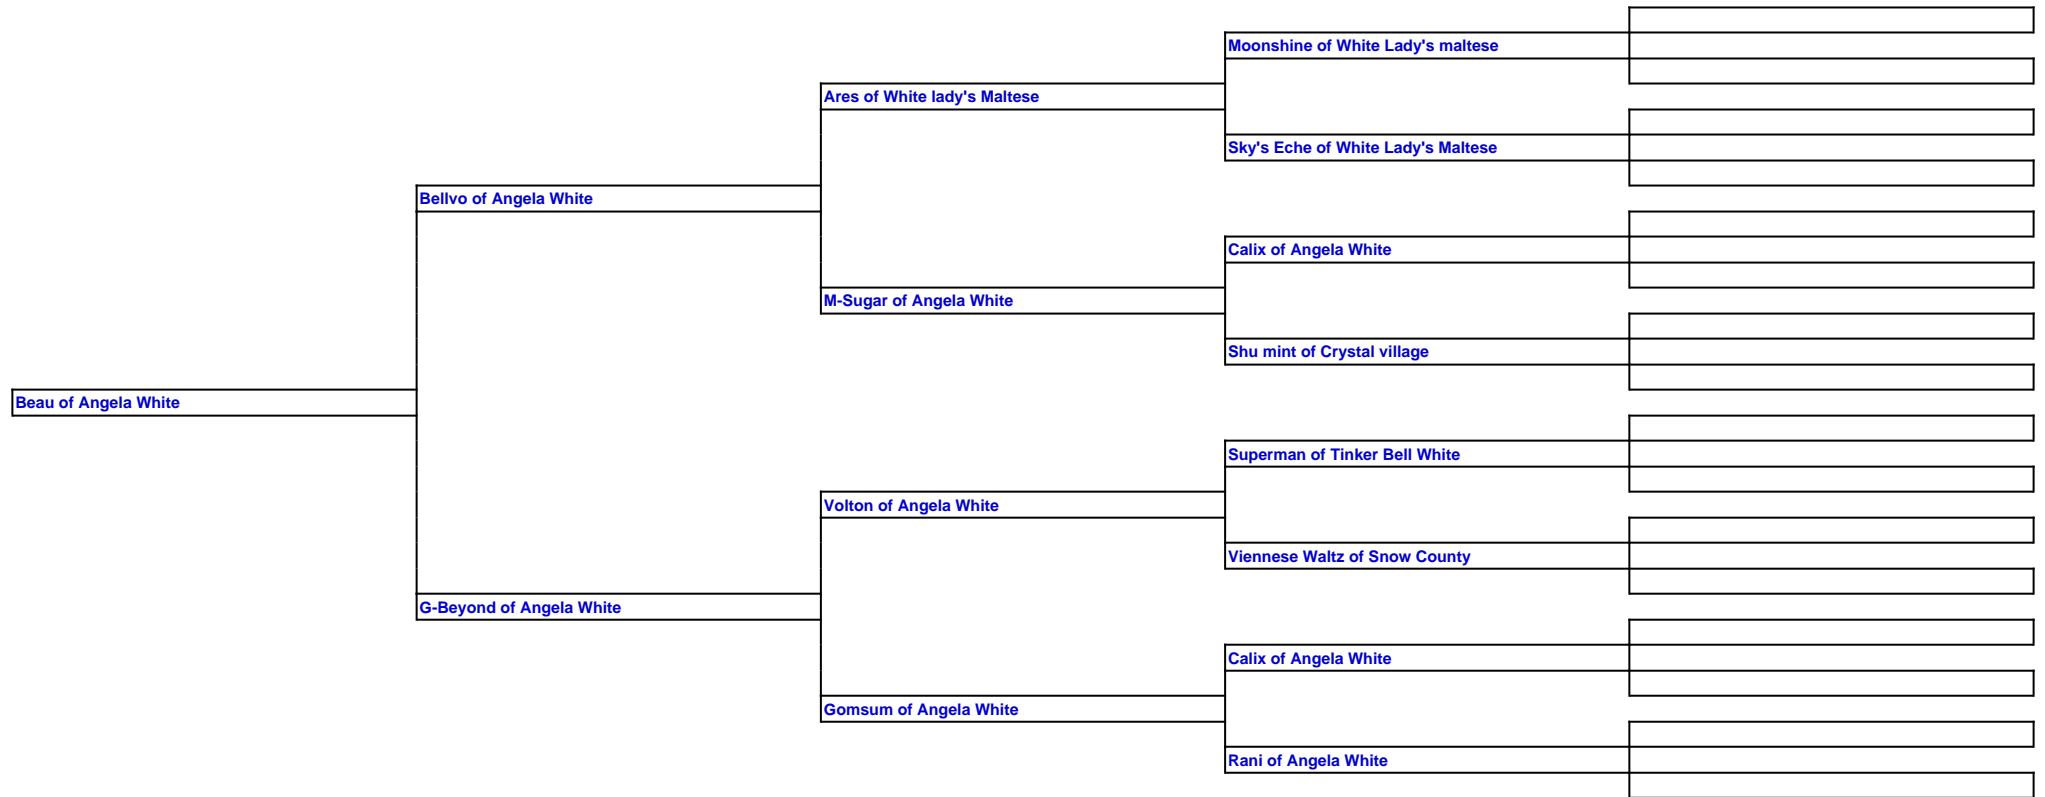 Moonshine of White Lady's maltese
Ares of White lady's Maltese
Sky's Eche of White Lady's Maltese
Bellvo of Angela White
Calix of Angela White
M-Sugar of Angela White
Shu mint of Crystal village
Beau of Angela White
Superman of Tinker Bell White
Volton of Angela White
Viennese Waltz of Snow County
G-Beyond of Angela White
Calix of Angela White
Gomsum of Angela White
Rani of Angela White